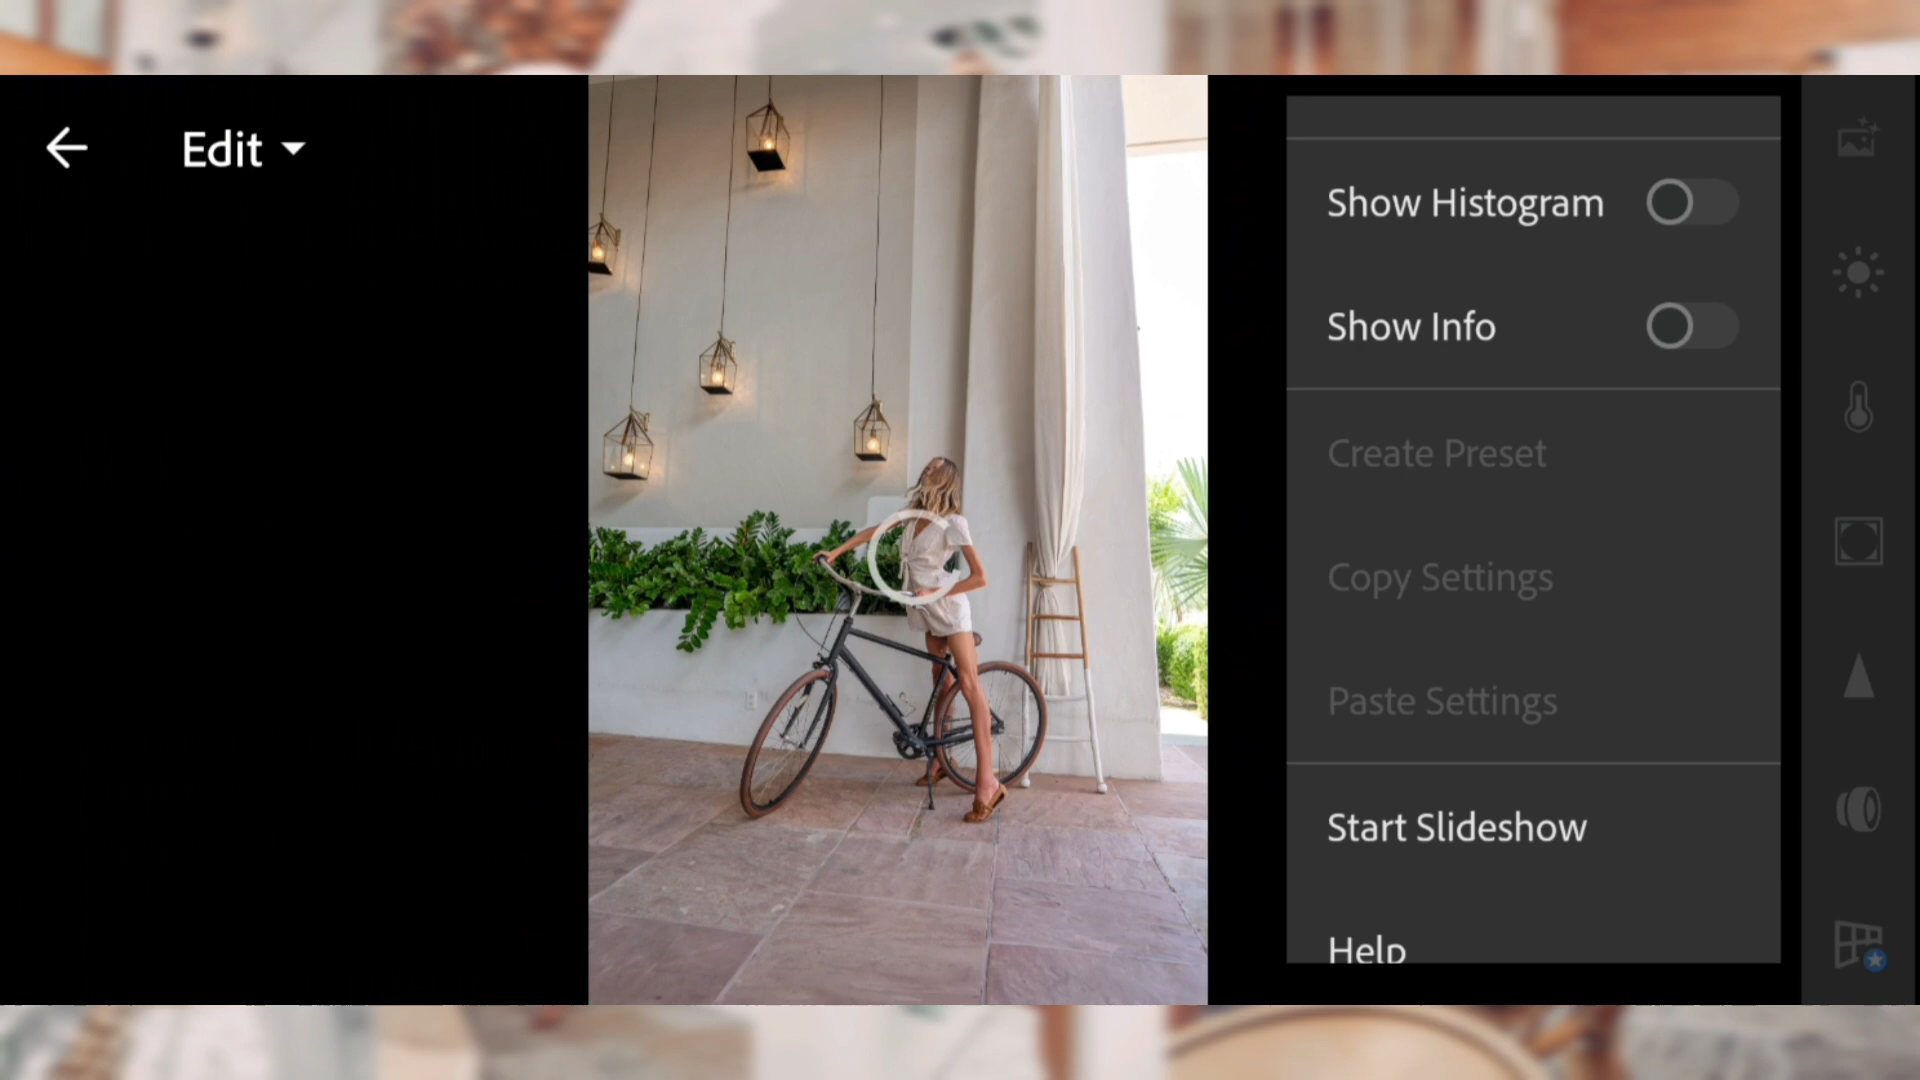 Edit
Show Histogram
Show Info
Create Preset
Copy Settings
Paste Settings
Start Slideshow
Help